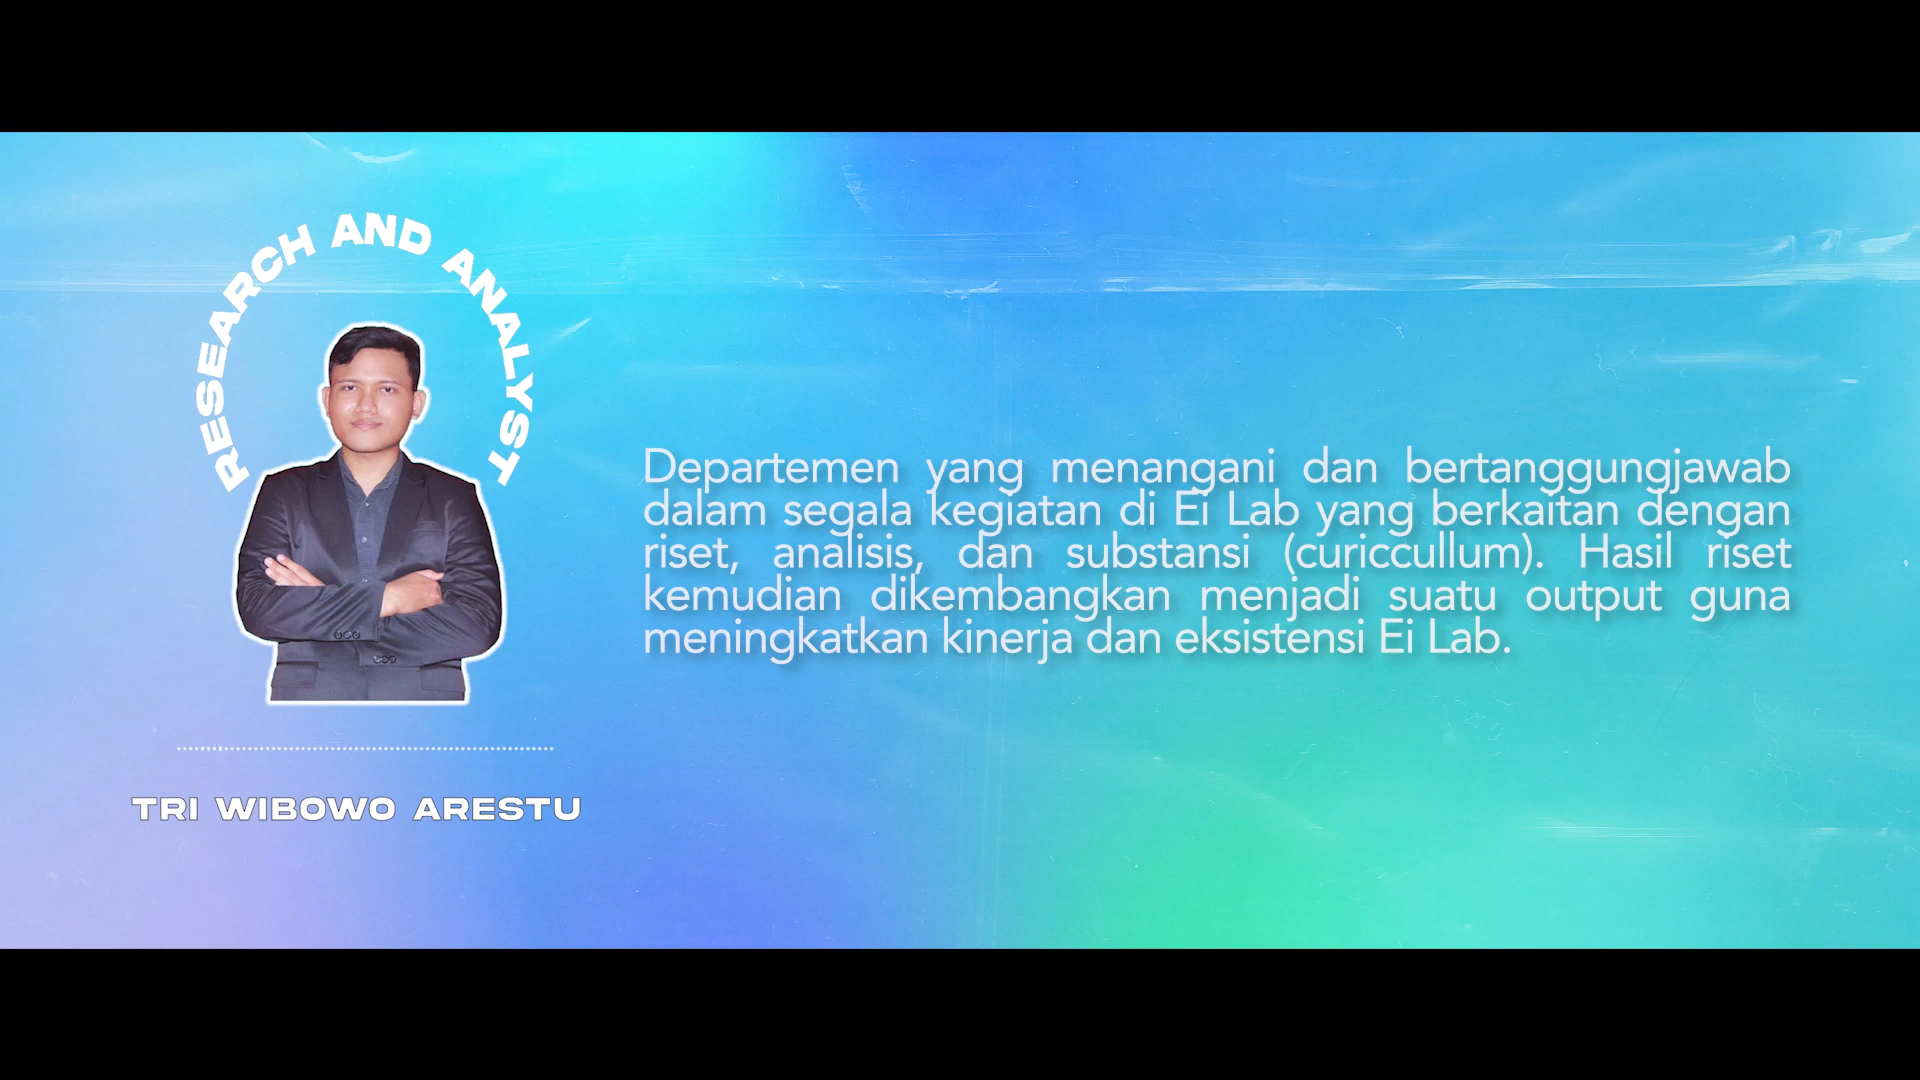 RESEARCH AND ANALYST
TRI WIBOWO ARESTU
Departemen yang menangani dan bertanggungjawab
dalam segala kegiatan di Ei Lab yang berkaitan dengan
riset, analisis, dan substansi (curiccullum). Hasil riset
kemudian dikembangkan menjadi suatu output guna
meningkatkan kinerja dan eksistensi Ei Lab.